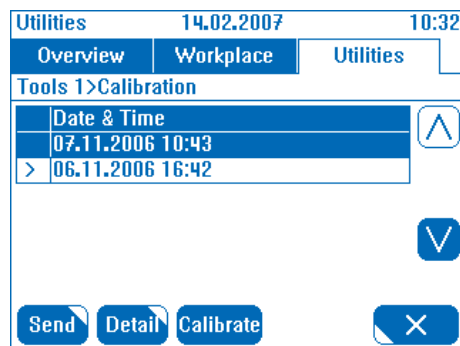 Utilities 14.02.2007 10:32
Overview Workplace Utilities
Tools 1>Calibration
Date & Time
07.11.2006 10:43
> 06.11.2006 16:42
Send Detail Calibrate